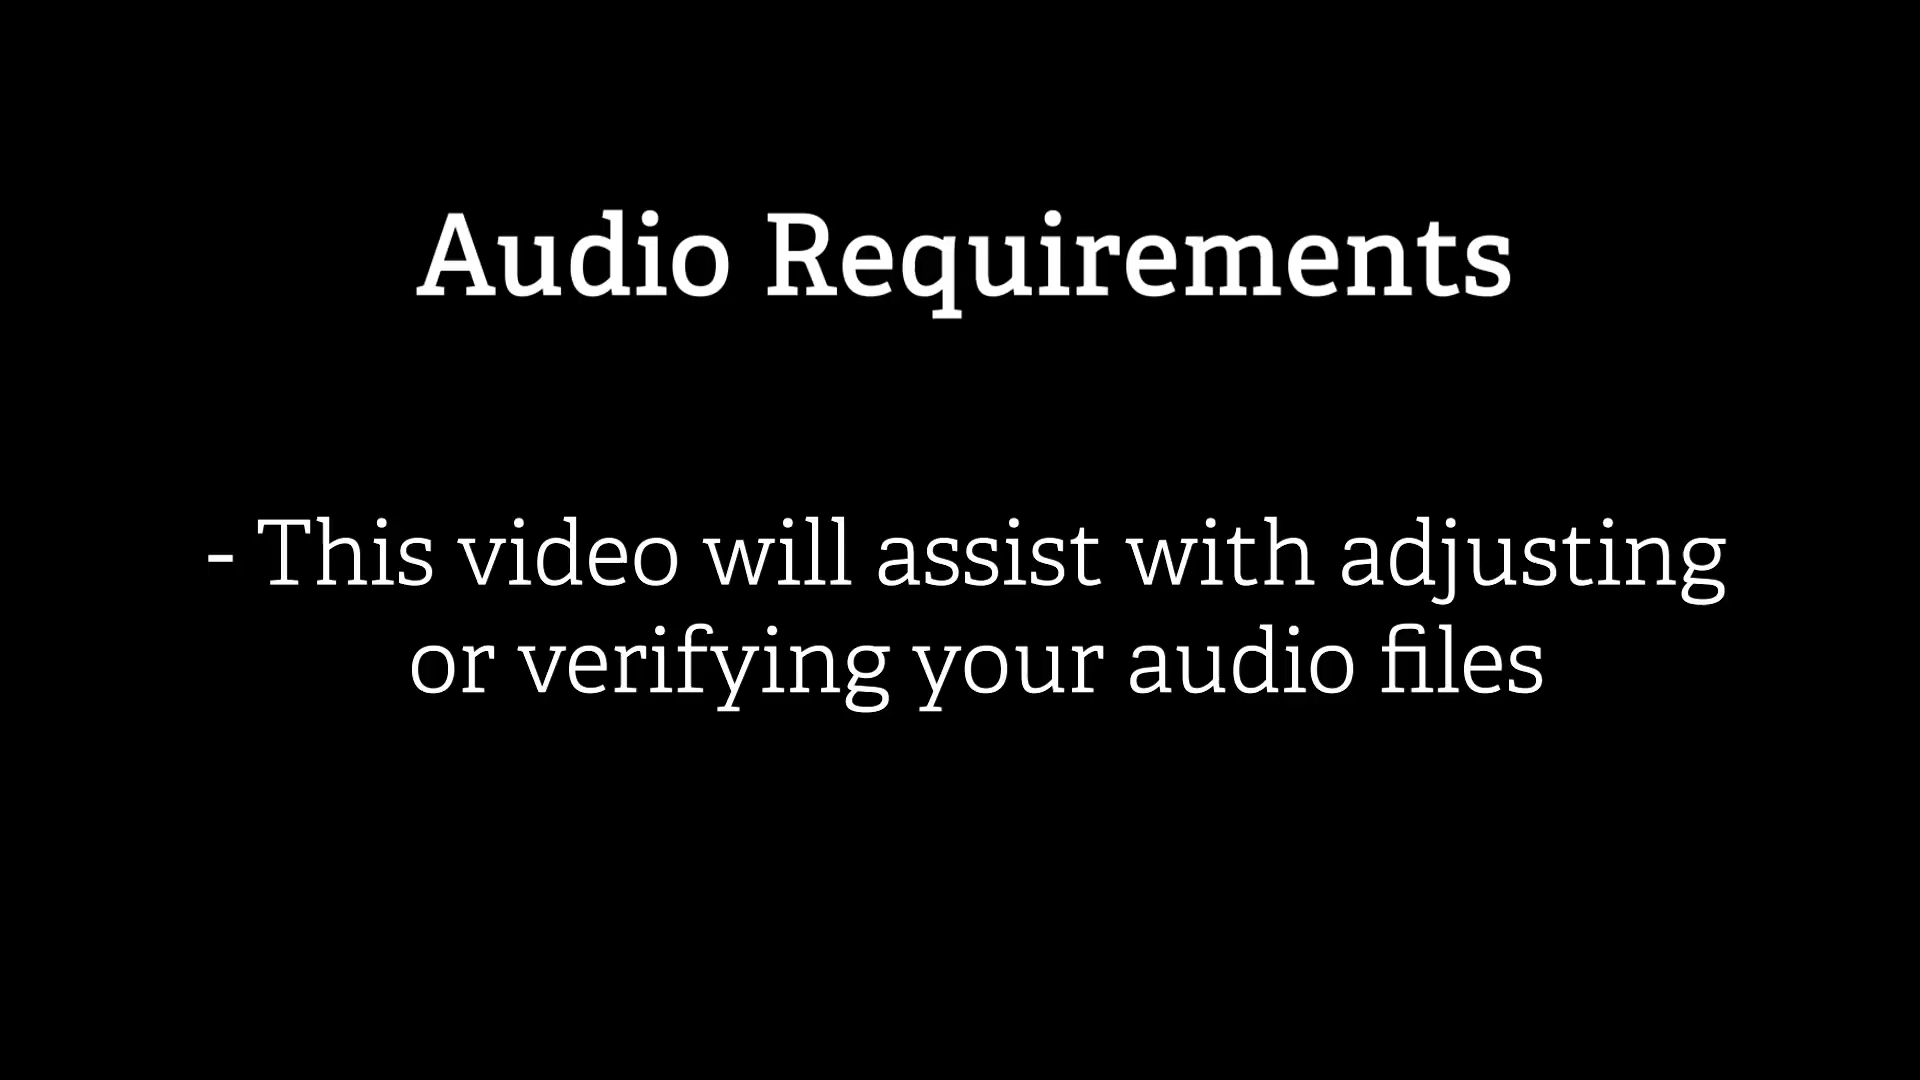 Audio Requirements
- This video will assist with adjusting
or verifying your audio files